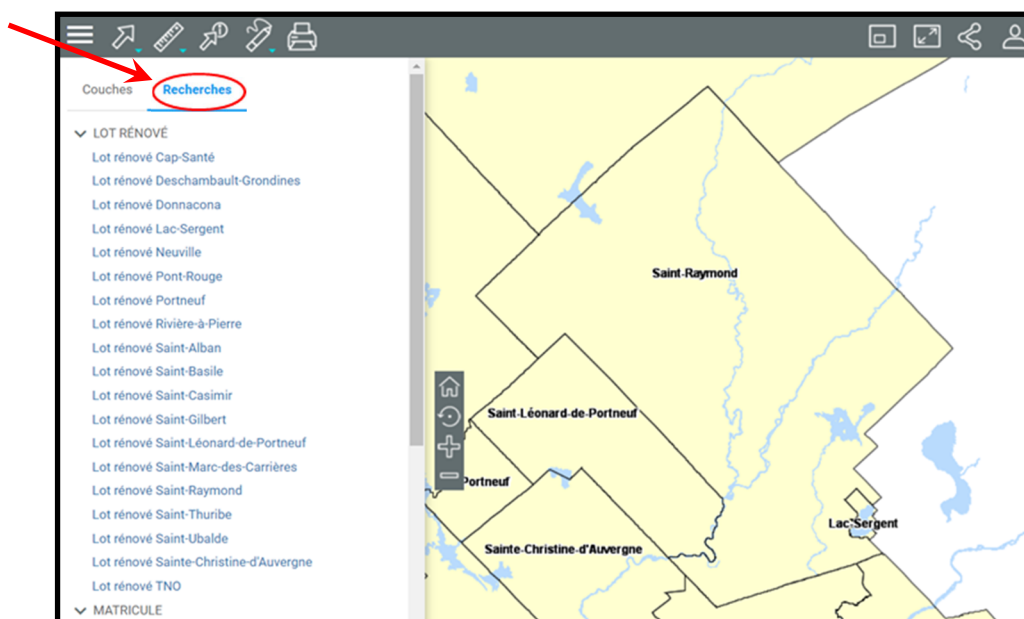 Couches
Recherches
LOT RÉNOVÉ
Lot rénové Cap-Santé
Lot rénové Deschambault-Grondines
Lot rénové Donnacona
Lot rénové Lac-Sergent
Lot rénové Neuville
Lot rénové Pont-Rouge
Lot rénové Portneuf
Lot rénové Rivière-à-Pierre
Lot rénové Saint-Alban
Lot rénové Saint-Basile
Lot rénové Saint-Casimir
Lot rénové Saint-Gilbert
Lot rénové Saint-Léonard-de-Portneuf
Lot rénové Saint-Marc-des-Carrières
Lot rénové Saint-Raymond
Lot rénové Saint-Thuribe
Lot rénové Saint-Ubalde
Lot rénové Sainte-Christine-d'Auvergne
Lot rénové TNO
MATRICULE
Saint-Raymond
Saint-Léonard-de-Portneuf
Portneuf
Lac-Sergent
Sainte-Christine-d'Auvergne